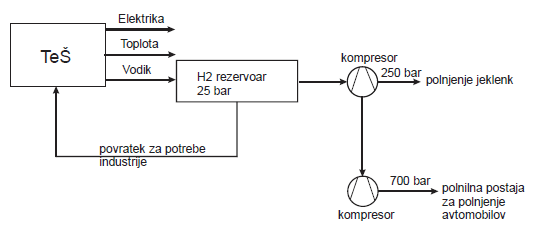 Elektrika
TeŠ
Toplota
Vodik
H2 rezervoar
25 bar
kompresor
250 bar
polnjenje jeklenk
povratek za potrebe
industrije
700 bar
polnilna postaja
za polnjenje
avtomobilov
kompresor